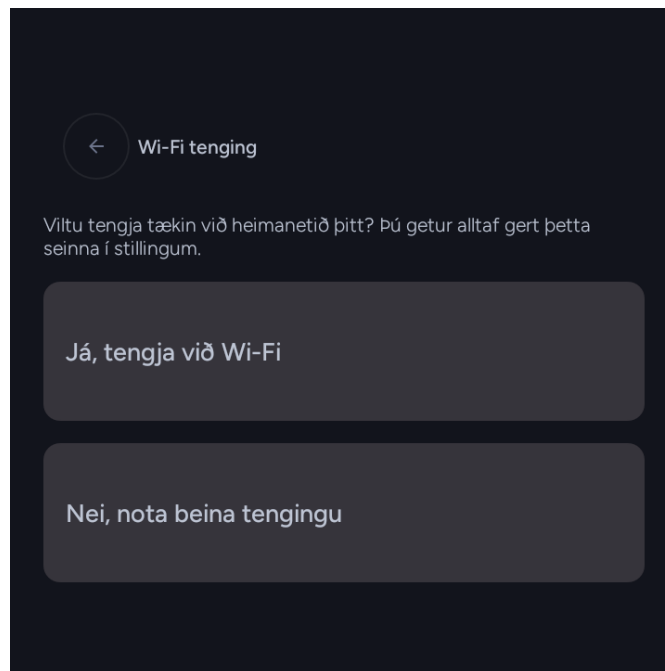 Wi-Fi tenging
Viltu tengja tækin við heimanetið þitt? Þú getur alltaf gert þetta
seinna í stillingum.
Já, tengja við Wi-Fi
Nei, nota beina tengingu